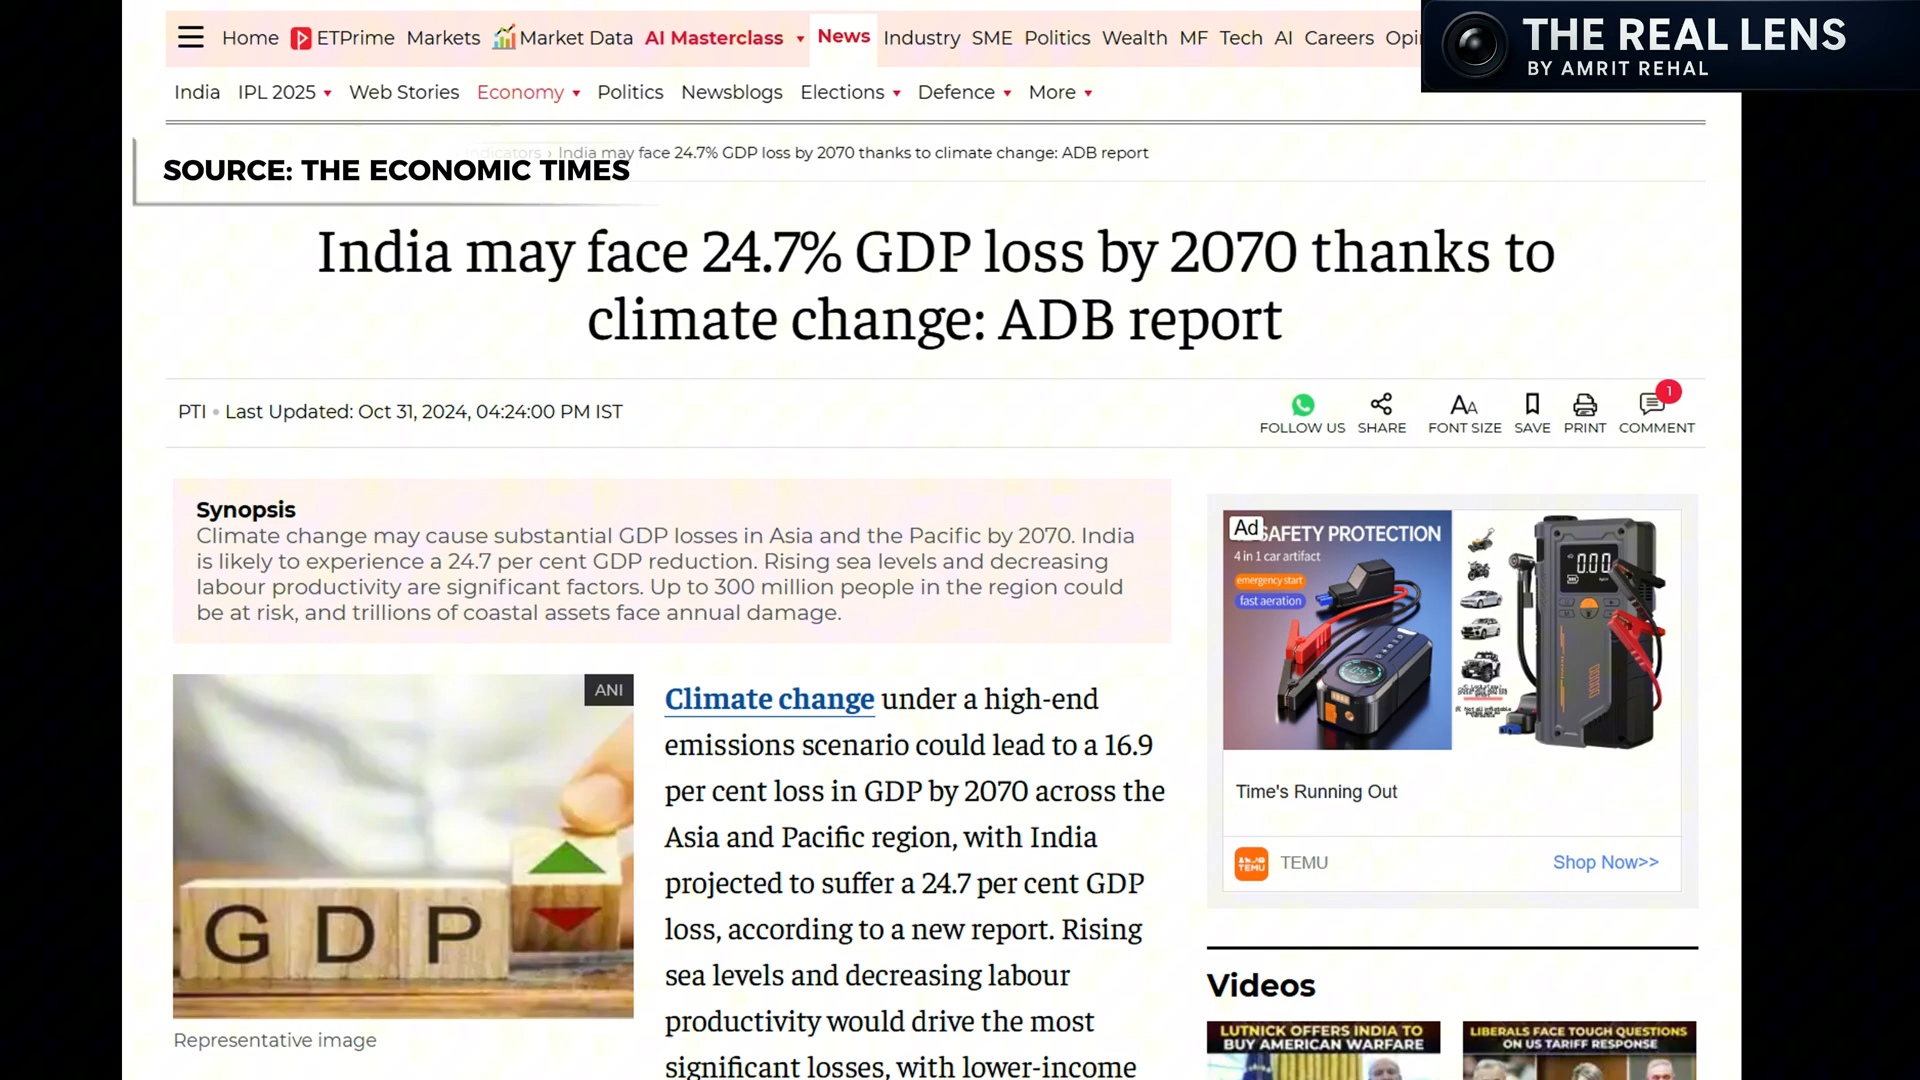 THE REAL LENS
BY AMRIT REHAL
Home ETPrime Markets Market Data AI Masterclass News Industry SME Politics Wealth MF Tech AI Careers Opi
India IPL 2025 Web Stories Economy Politics Newsblogs Elections Defence More
Indicators › India may face 24.7% GDP loss by 2070 thanks to climate change: ADB report
SOURCE: THE ECONOMIC TIMES
India may face 24.7% GDP loss by 2070 thanks to
climate change: ADB report
PTI • Last Updated: Oct 31, 2024, 04:24:00 PM IST
1
FOLLOW US SHARE FONT SIZE SAVE PRINT COMMENT
Synopsis
Climate change may cause substantial GDP losses in Asia and the Pacific by 2070. India
is likely to experience a 24.7 per cent GDP reduction. Rising sea levels and decreasing
labour productivity are significant factors. Up to 300 million people in the region could
be at risk, and trillions of coastal assets face annual damage.
ANI
GDP
Representative image
Climate change under a high-end
emissions scenario could lead to a 16.9
per cent loss in GDP by 2070 across the
Asia and Pacific region, with India
projected to suffer a 24.7 per cent GDP
loss, according to a new report. Rising
sea levels and decreasing labour
productivity would drive the most
significant losses, with lower-income
Ad
SAFETY PROTECTION
4 in 1 car artifact
emergency start
fast aeration
0.00
Time's Running Out
TEMU
TEMU
Shop Now>>
Videos
LUTNICK OFFERS INDIA TO
BUY AMERICAN WARFARE
LIBERALS FACE TOUGH QUESTIONS
ON US TARIFF RESPONSE